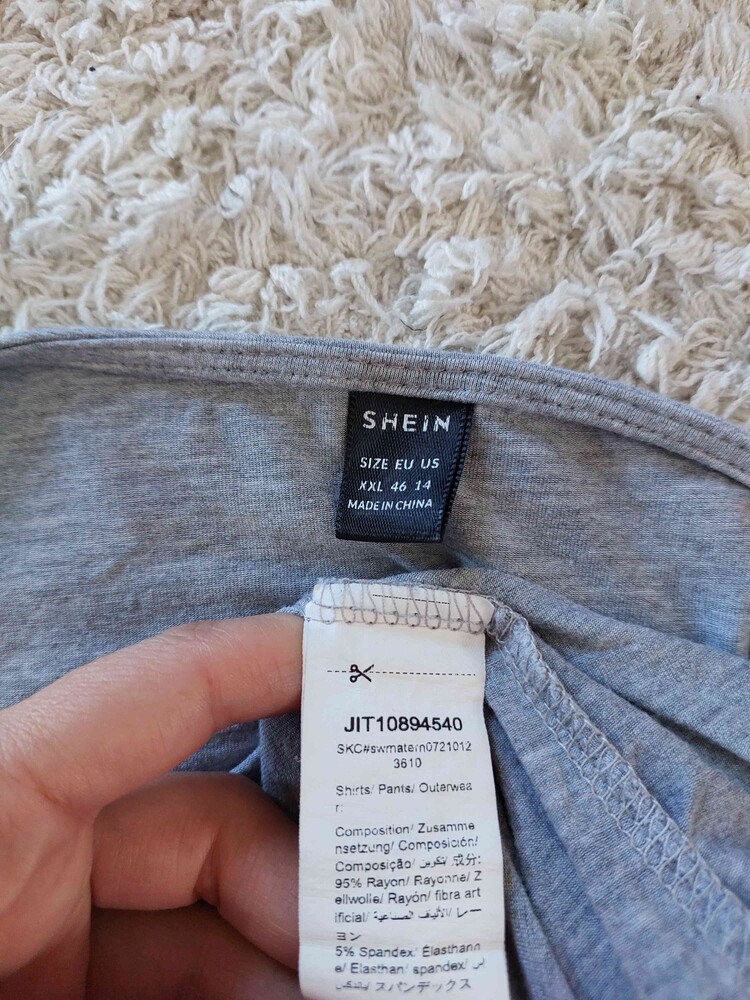 SHEIN
SIZE EU US
XXL 46 14
MADE IN CHINA
JIT10894540
SKC#swmatern0721012
3610
Shirts/ Pants/ Outerwea
r:
Composition/ Zusamme
nsetzung/ Composición/
Composição/ تكوين/ 成分:
95% Rayon/ Rayonne/ Z
ellwolle/ Rayón/ fibra art
ificial/ الألياف الصناعية/ レー
ヨン
5% Spandex/ Élasthann
e/ Elasthan/ spandex/
スパンデックス